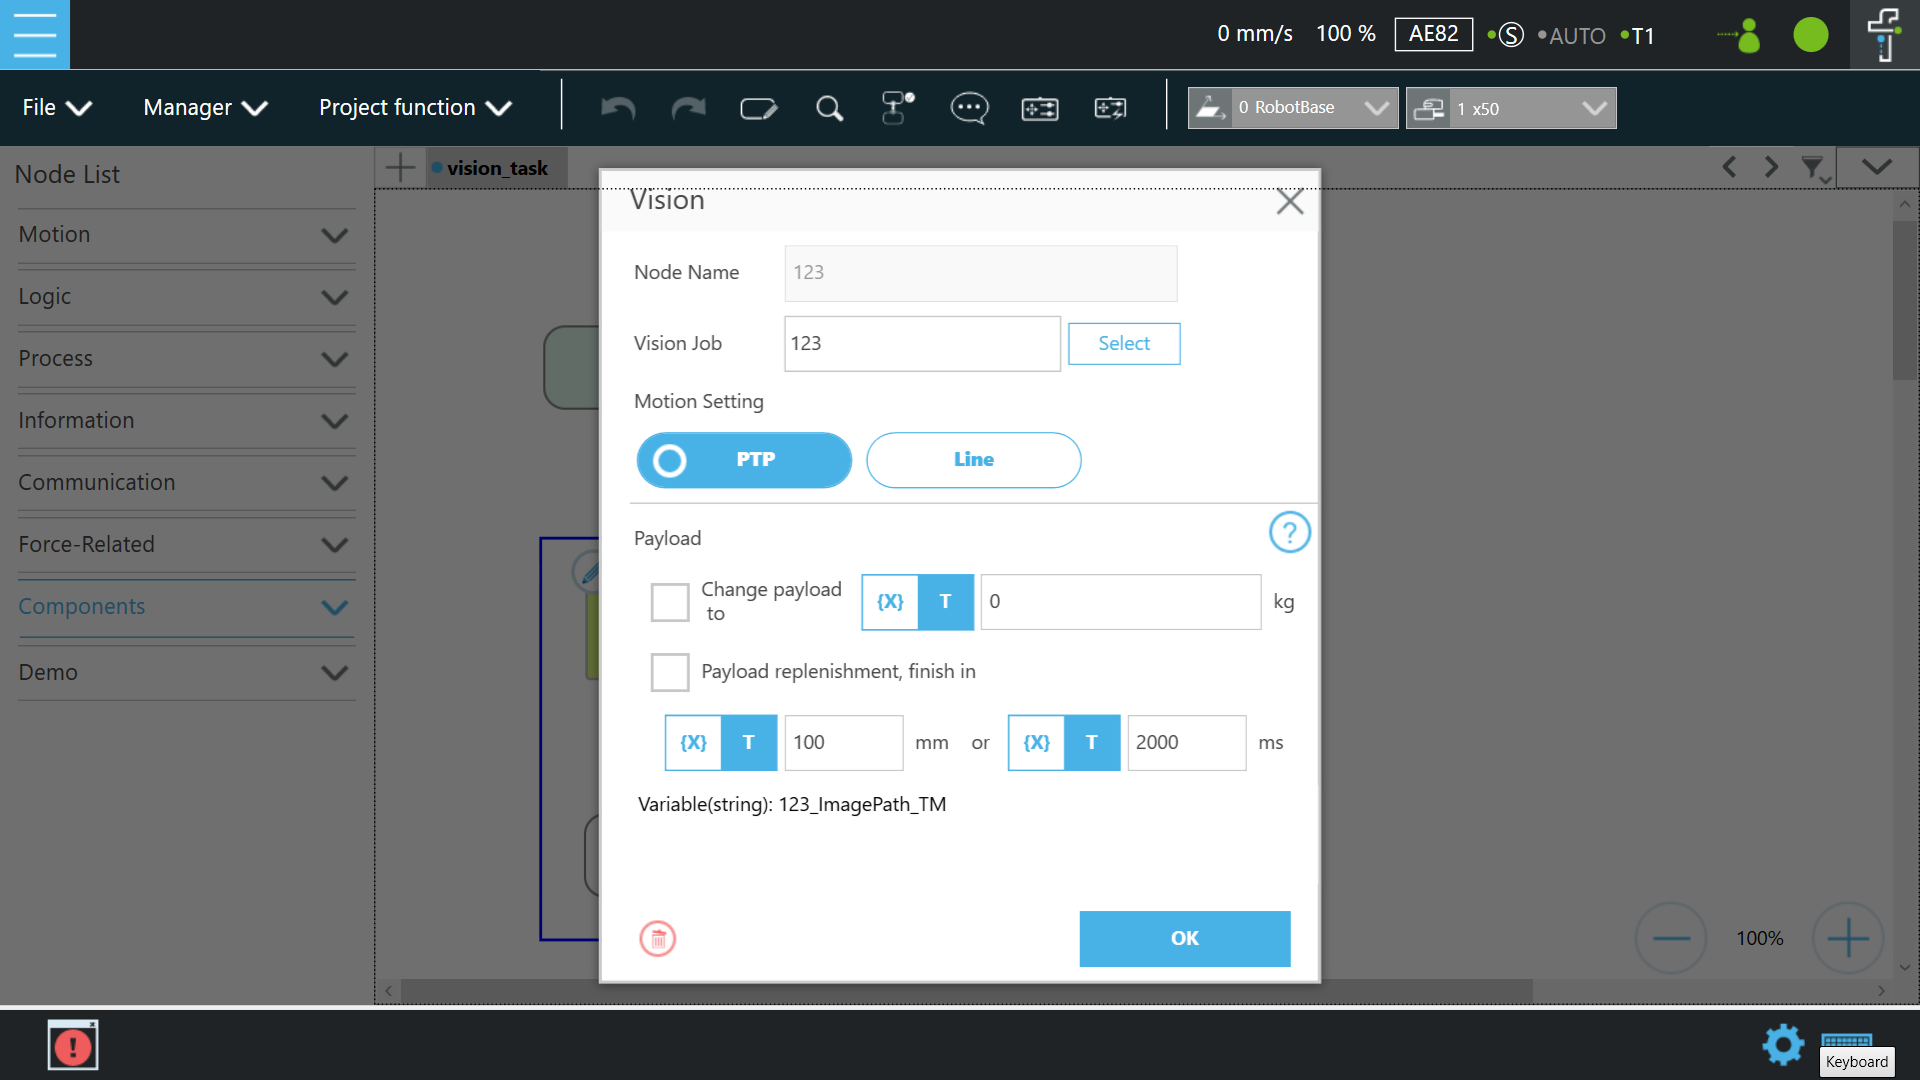 0 mm/s 100 % AE82 S AUTO T1
File Manager Project function 0 RobotBase 1 x50
Node List
vision_task
Motion
Logic
Process
Information
Communication
Force-Related
Components
Demo
Vision
Node Name 123
Vision Job 123 Select
Motion Setting
PTP Line
Payload ?
Change payload to {X} T 0 kg
Payload replenishment, finish in
{X} T 100 mm or {X} T 2000 ms
Variable(string): 123_ImagePath_TM
OK
100%
Keyboard